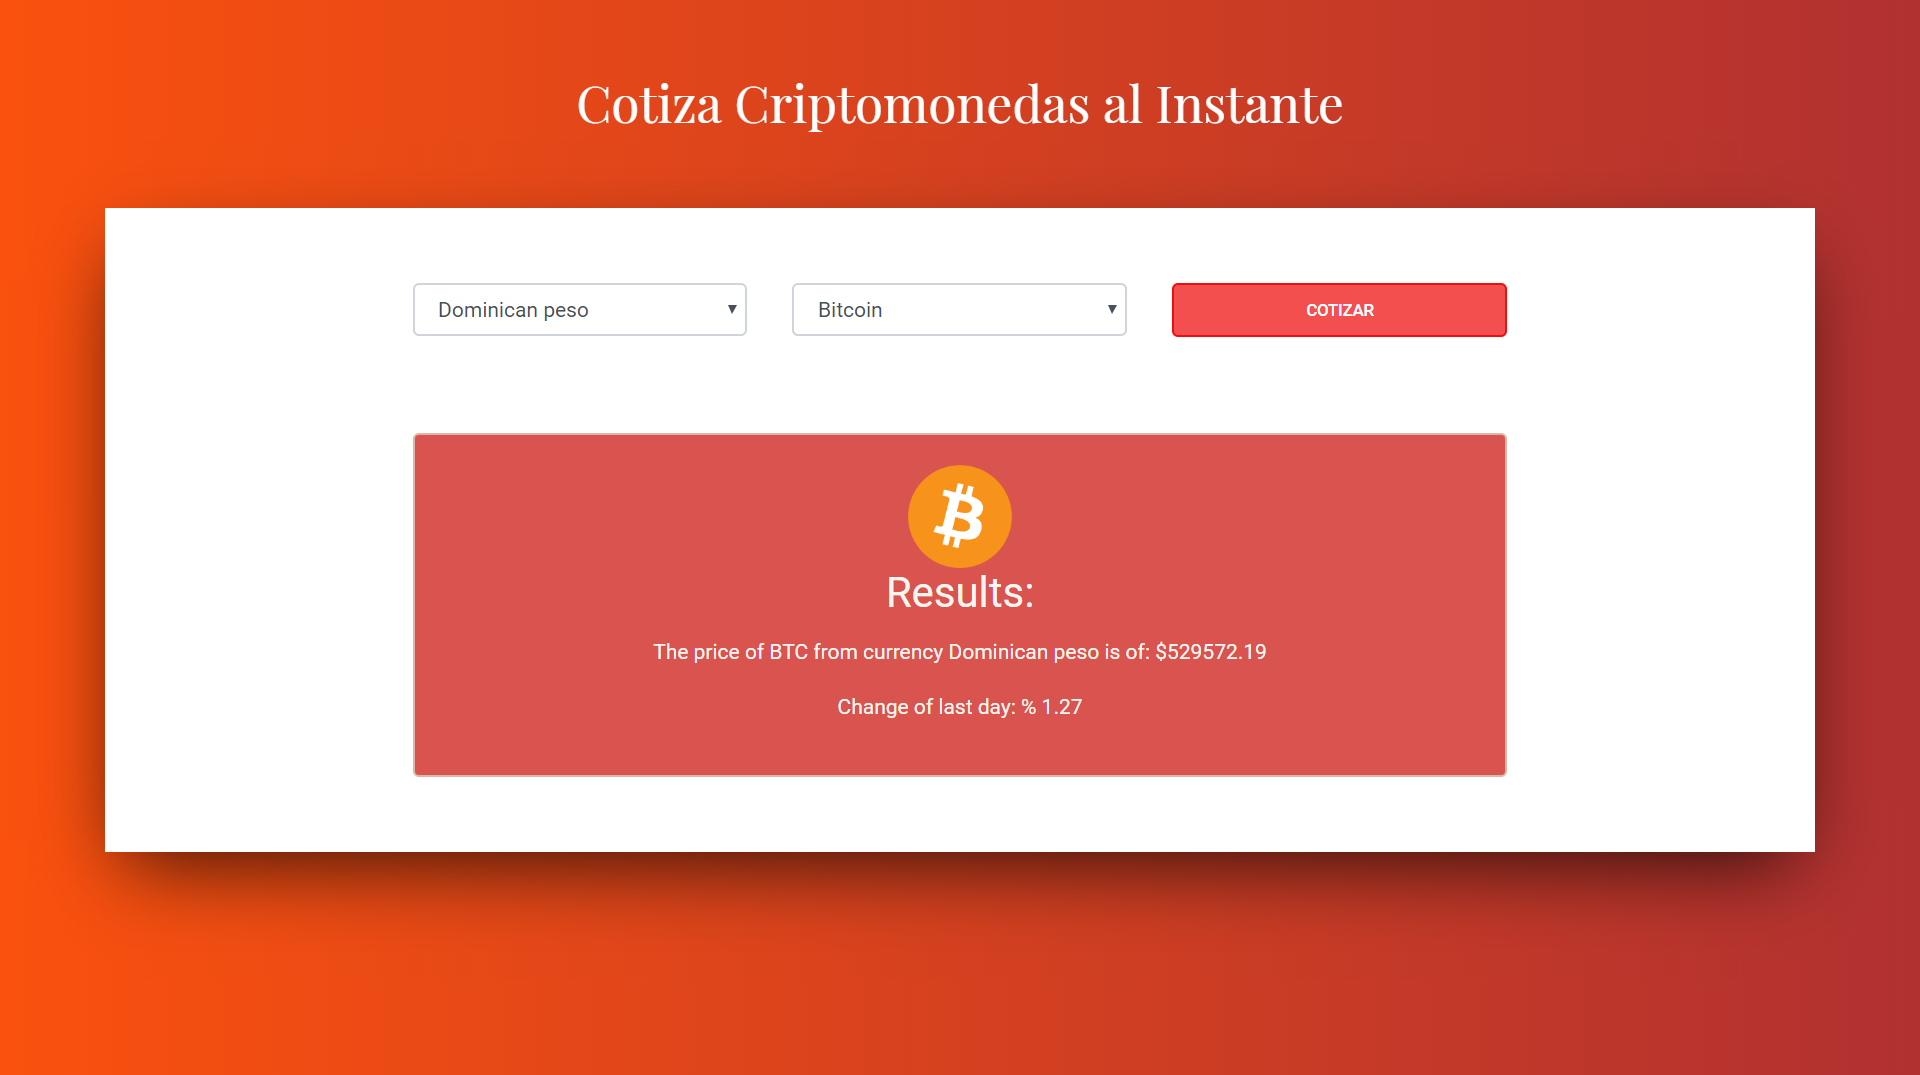 Cotiza Criptomonedas al Instante
Dominican peso
Bitcoin
COTIZAR
Results:
The price of BTC from currency Dominican peso is of: $529572.19
Change of last day: % 1.27